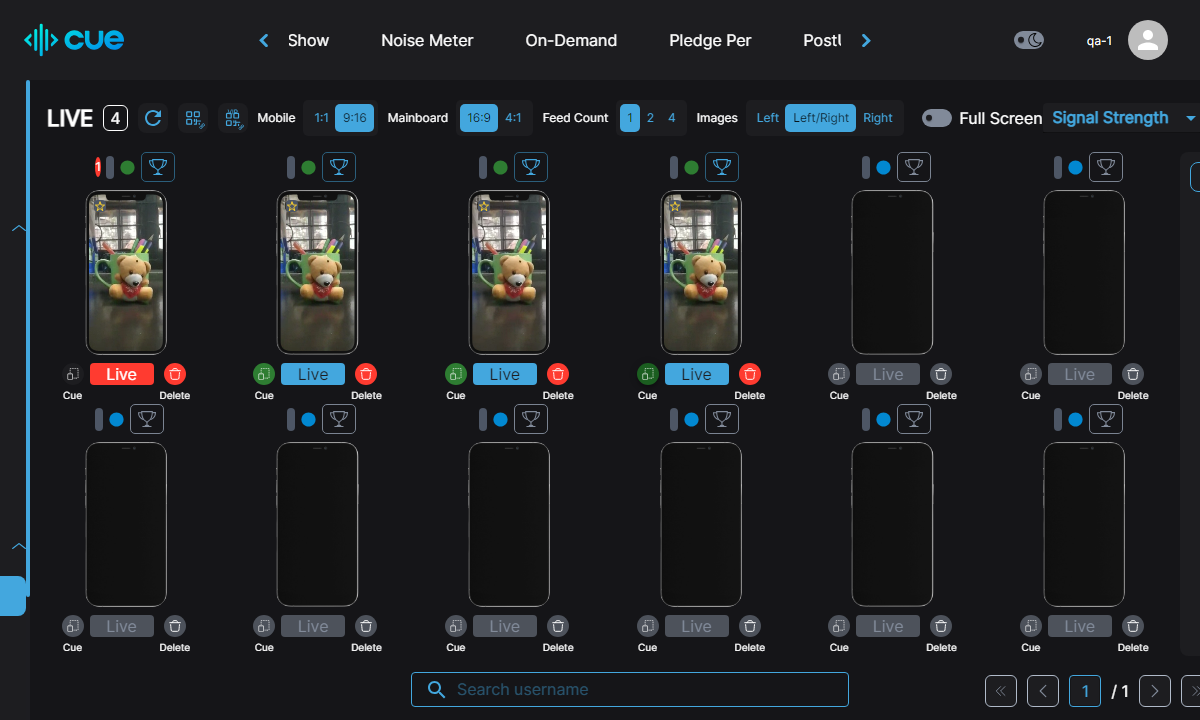 cue
Show
Noise Meter
On-Demand
Pledge Per
qa-1
LIVE 4
Mobile 1:1 9:16
Mainboard 16:9 4:1
Feed Count 1 2 4
Images Left Left/Right Right
Full Screen
Signal Strength
1
Live Live Live Live Live Live
Cue Delete Cue Delete Cue Delete Cue Delete Cue Delete Cue Delete
Live Live Live Live Live Live
Cue Delete Cue Delete Cue Delete Cue Delete Cue Delete Cue Delete
Search username
1 / 1